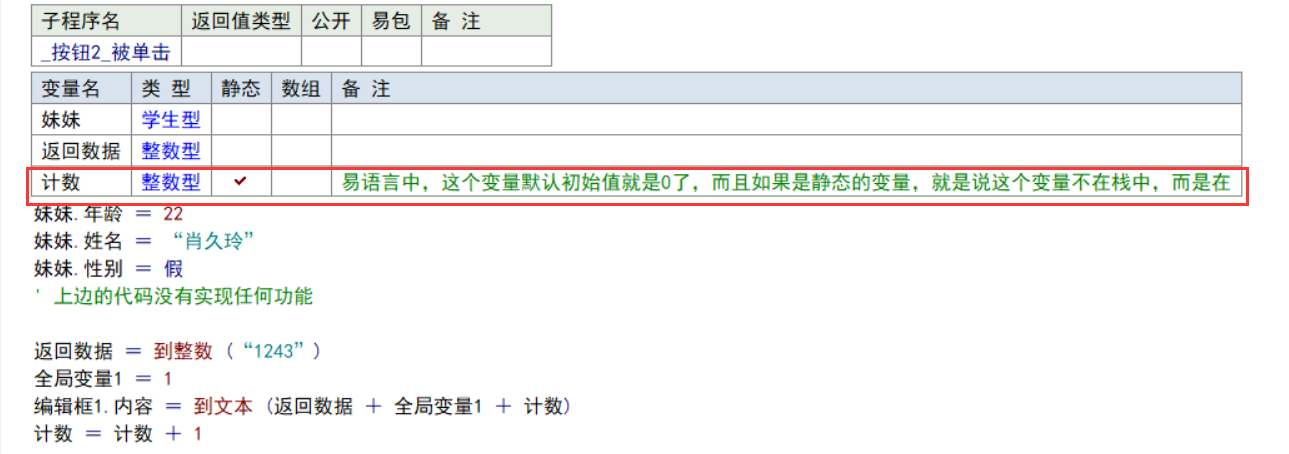 子程序名 返回值类型 公开 易包 备 注
_按钮2_被单击
变量名 类 型 静态 数组 备 注
妹妹 学生型
返回数据 整数型
计数 整数型 ✓ 易语言中，这个变量默认初始值就是0了，而且如果是静态的变量，就是说这个变量不在栈中，而是在
妹妹.年龄 ＝ 22
妹妹.姓名 ＝ “肖久玲”
妹妹.性别 ＝ 假
' 上边的代码没有实现任何功能
返回数据 ＝ 到整数 (“1243”)
全局变量1 ＝ 1
编辑框1.内容 ＝ 到文本 (返回数据 ＋ 全局变量1 ＋ 计数)
计数 ＝ 计数 ＋ 1